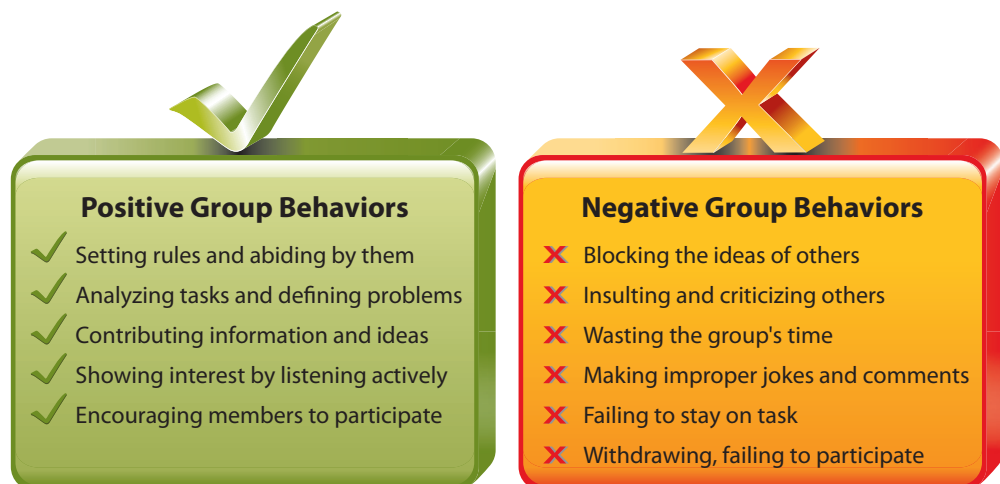 Positive Group Behaviors
Setting rules and abiding by them
Analyzing tasks and defining problems
Contributing information and ideas
Showing interest by listening actively
Encouraging members to participate
Negative Group Behaviors
Blocking the ideas of others
Insulting and criticizing others
Wasting the group's time
Making improper jokes and comments
Failing to stay on task
Withdrawing, failing to participate